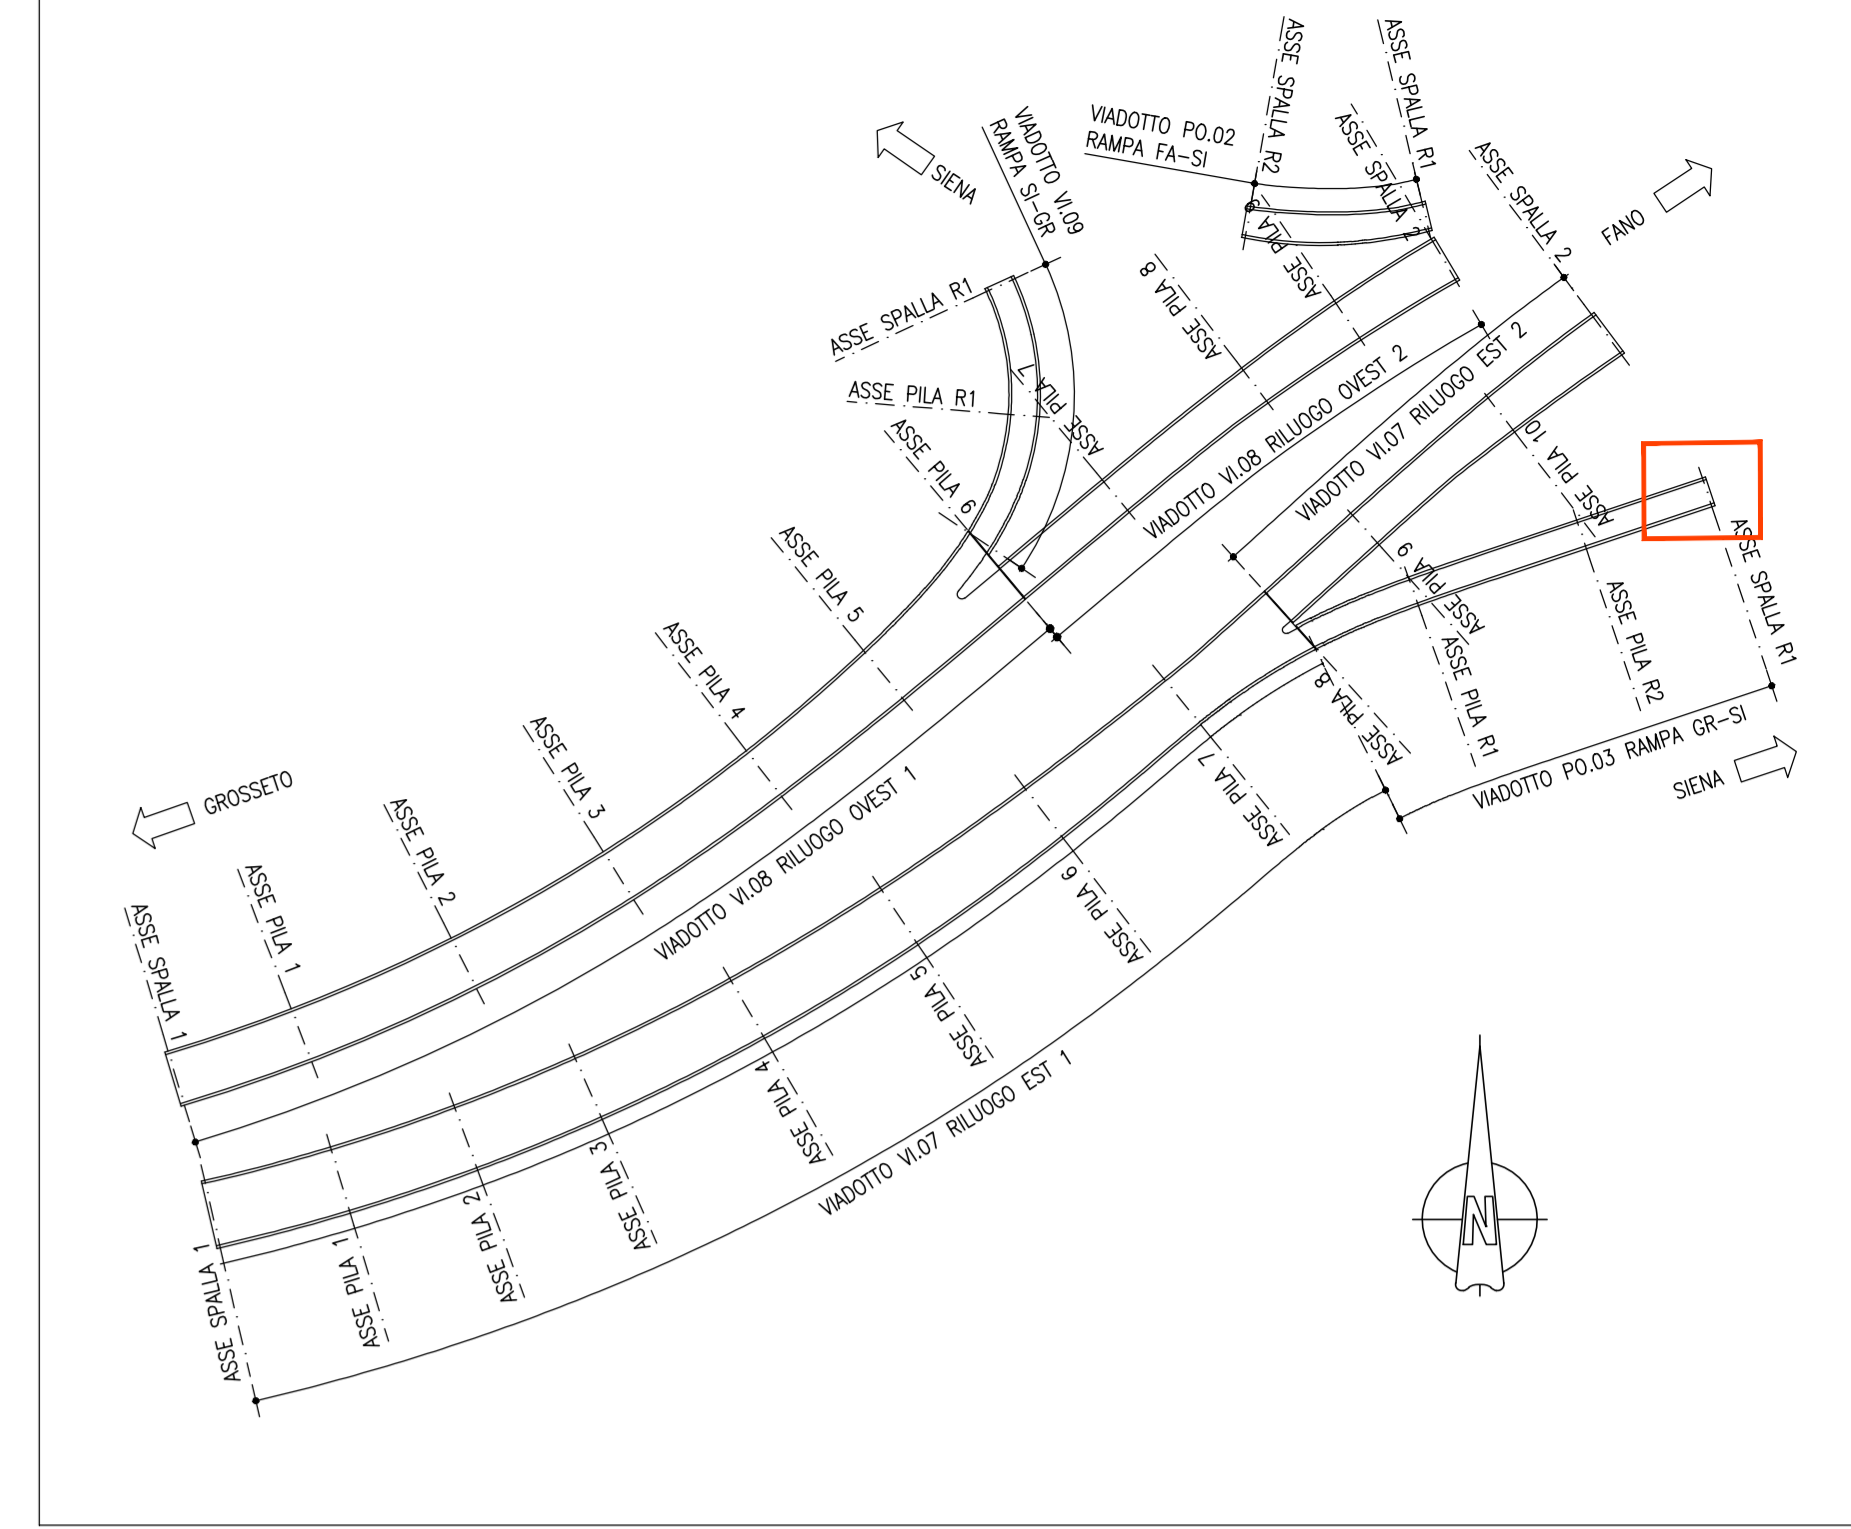 ASSE SPALLA R2
ASSE SPALLA R1
VIADOTTO PO.02
RAMPA FA-SI
ASSE SPALLA 2
ASSE SPALLA 2
FANO
SIENA
VIADOTTO VI.09
RAMPA SI-GR
ASSE PILA 9
ASSE PILA 8
ASSE SPALLA R1
ASSE PILA R1
ASSE PILA 7
ASSE PILA 6
VIADOTTO VI.08 RILUOGO OVEST 2
VIADOTTO VI.07 RILUOGO EST 2
ASSE PILA 10
ASSE PILA 9
ASSE SPALLA R1
ASSE PILA R2
ASSE PILA R1
ASSE PILA 8
VIADOTTO PO.03 RAMPA GR-SI
SIENA
ASSE PILA 5
ASSE PILA 4
ASSE PILA 3
ASSE PILA 2
ASSE PILA 1
ASSE SPALLA 1
GROSSETO
VIADOTTO VI.08 RILUOGO OVEST 1
ASSE PILA 7
ASSE PILA 6
ASSE PILA 5
ASSE PILA 4
ASSE PILA 3
ASSE PILA 2
ASSE PILA 1
ASSE SPALLA 1
VIADOTTO VI.07 RILUOGO EST 1
N